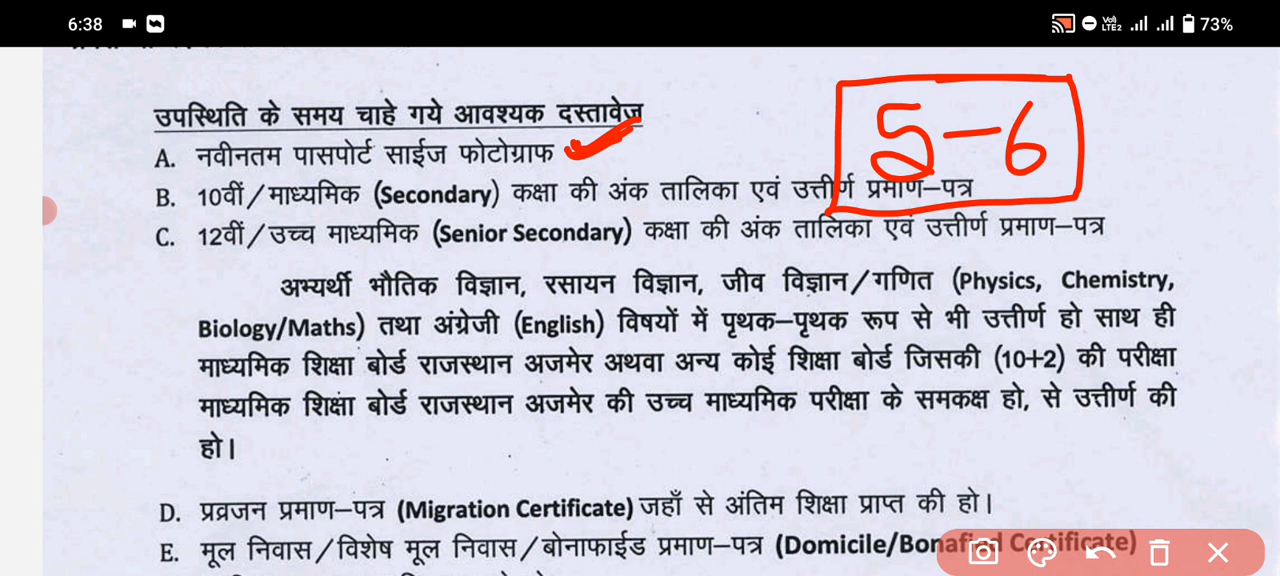 6:38 VoI) LTE2 73%
उपस्थिति के समय चाहे गये आवश्यक दस्तावेज
5-6
A. नवीनतम पासपोर्ट साईज फोटोग्राफ
B. 10वीं/माध्यमिक (Secondary) कक्षा की अंक तालिका एवं उत्तीर्ण प्रमाण-पत्र
C. 12वीं/उच्च माध्यमिक (Senior Secondary) कक्षा की अंक तालिका एवं उत्तीर्ण प्रमाण-पत्र
अभ्यर्थी भौतिक विज्ञान, रसायन विज्ञान, जीव विज्ञान/गणित (Physics, Chemistry,
Biology/Maths) तथा अंग्रेजी (English) विषयों में पृथक-पृथक रूप से भी उत्तीर्ण हो साथ ही
माध्यमिक शिक्षा बोर्ड राजस्थान अजमेर अथवा अन्य कोई शिक्षा बोर्ड जिसकी (10+2) की परीक्षा
माध्यमिक शिक्षा बोर्ड राजस्थान अजमेर की उच्च माध्यमिक परीक्षा के समकक्ष हो, से उत्तीर्ण की
हो।
D. प्रव्रजन प्रमाण-पत्र (Migration Certificate) जहाँ से अंतिम शिक्षा प्राप्त की हो।
E. मूल निवास/विशेष मूल निवास/बोनाफाईड प्रमाण-पत्र (Domicile/Bonafied Certificate)